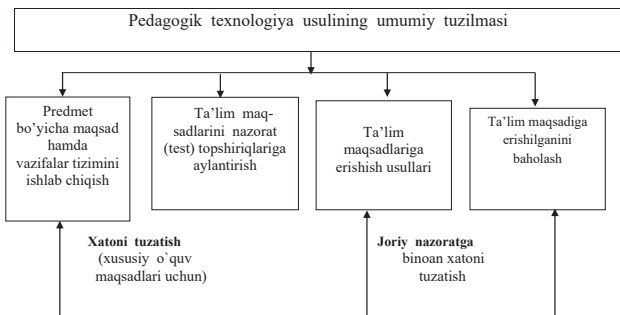 Pedagogik texnologiya usulining umumiy tuzilmasi
Predmet
bo’yicha maqsad
hamda
vazifalar tizimini
ishlab chiqish
Ta’lim maq-
sadlarini nazorat
(test) topshiriqlariga
aylantirish
Ta’lim
maqsadlariga
erishish usullari
Ta’lim maqsadiga
erishilganini
baholash
Xatoni tuzatish
(xususiy o`quv
maqsadlari uchun)
Joriy nazoratga
binoan xatoni
tuzatish